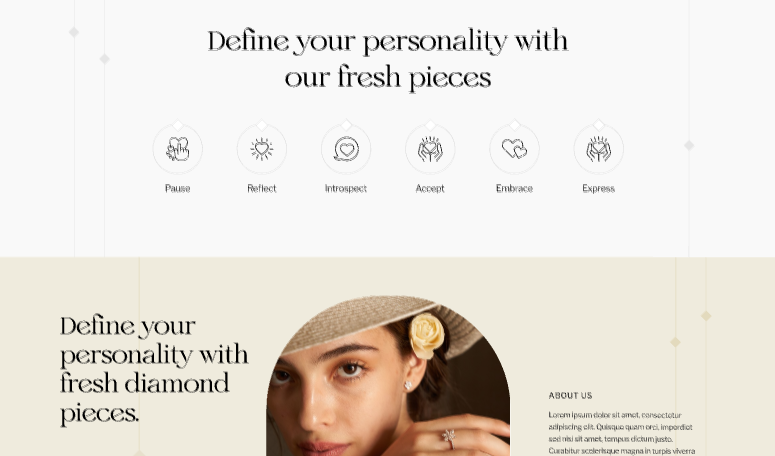 Define your personality with
our fresh pieces
Pause
Reflect
Introspect
Accept
Embrace
Express
Define your
personality with
fresh diamond
pieces.
ABOUT US
Lorem ipsum dolor sit amet, consectetur
adipiscing elit. Quisque quam orci, imperdiet
sed nisi sit amet, tempus dictum justo.
Curabitur scelerisque magna in turpis viverra